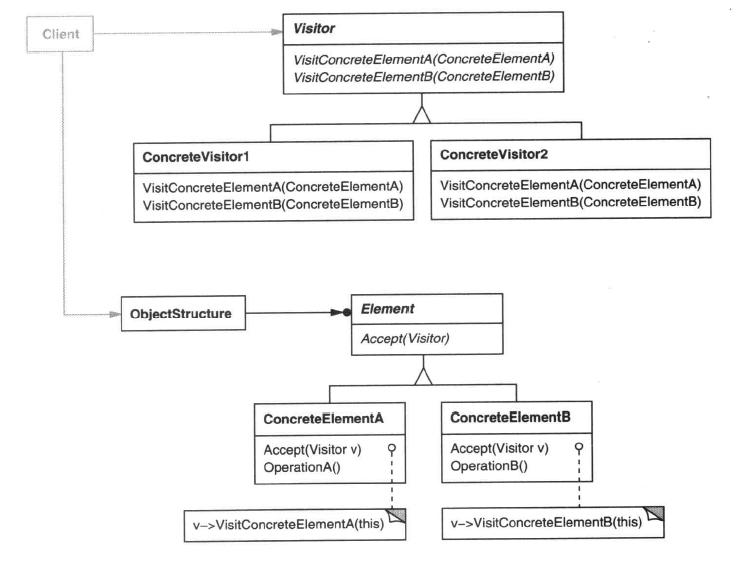 Client
Visitor
VisitConcreteElementA(ConcreteElementA)
VisitConcreteElementB(ConcreteElementB)
ConcreteVisitor1
VisitConcreteElementA(ConcreteElementA)
VisitConcreteElementB(ConcreteElementB)
ConcreteVisitor2
VisitConcreteElementA(ConcreteElementA)
VisitConcreteElementB(ConcreteElementB)
ObjectStructure
Element
Accept(Visitor)
ConcreteElementA
Accept(Visitor v)
OperationA()
ConcreteElementB
Accept(Visitor v)
OperationB()
v->VisitConcreteElementA(this)
v->VisitConcreteElementB(this)